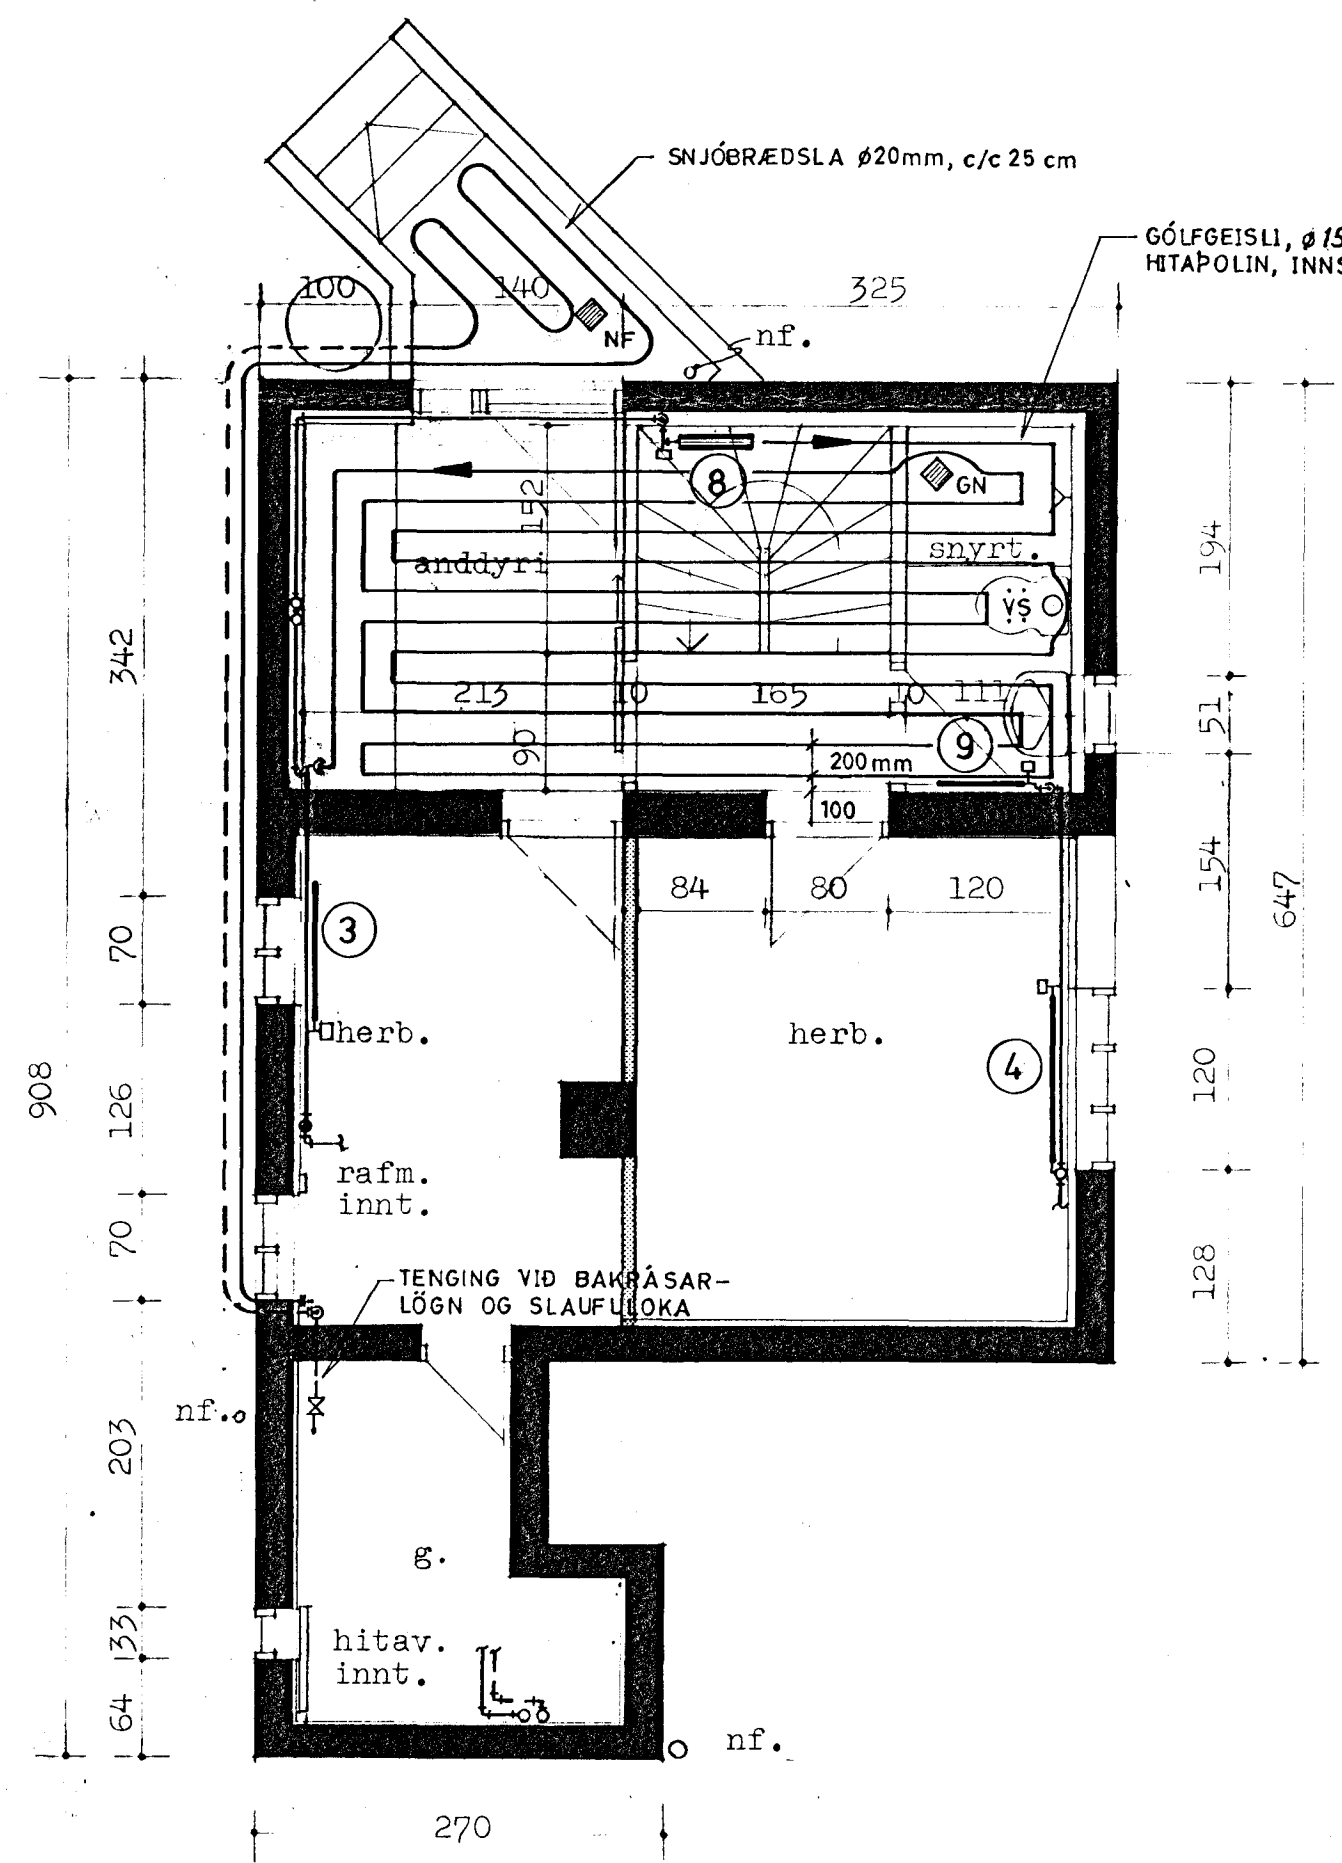 SNJÓBRÆDSLA ø20mm, c/c 25 cm
GÓLFGEISLI, ø15
HITAÞOLIN, INNS
100
140
325
NF
nf.
8
GN
152
anddyri
snyrt.
VS
194
342
213
10
165
10
111
51
90
9
200mm
100
84
80
120
154
647
3
70
herb.
herb.
4
908
126
120
rafm.
innt.
70
128
TENGING VIÐ BAKRÁSAR-
LÖGN OG SLAUFULOKA
nf.
203
g.
33
hitav.
innt.
64
nf.
270